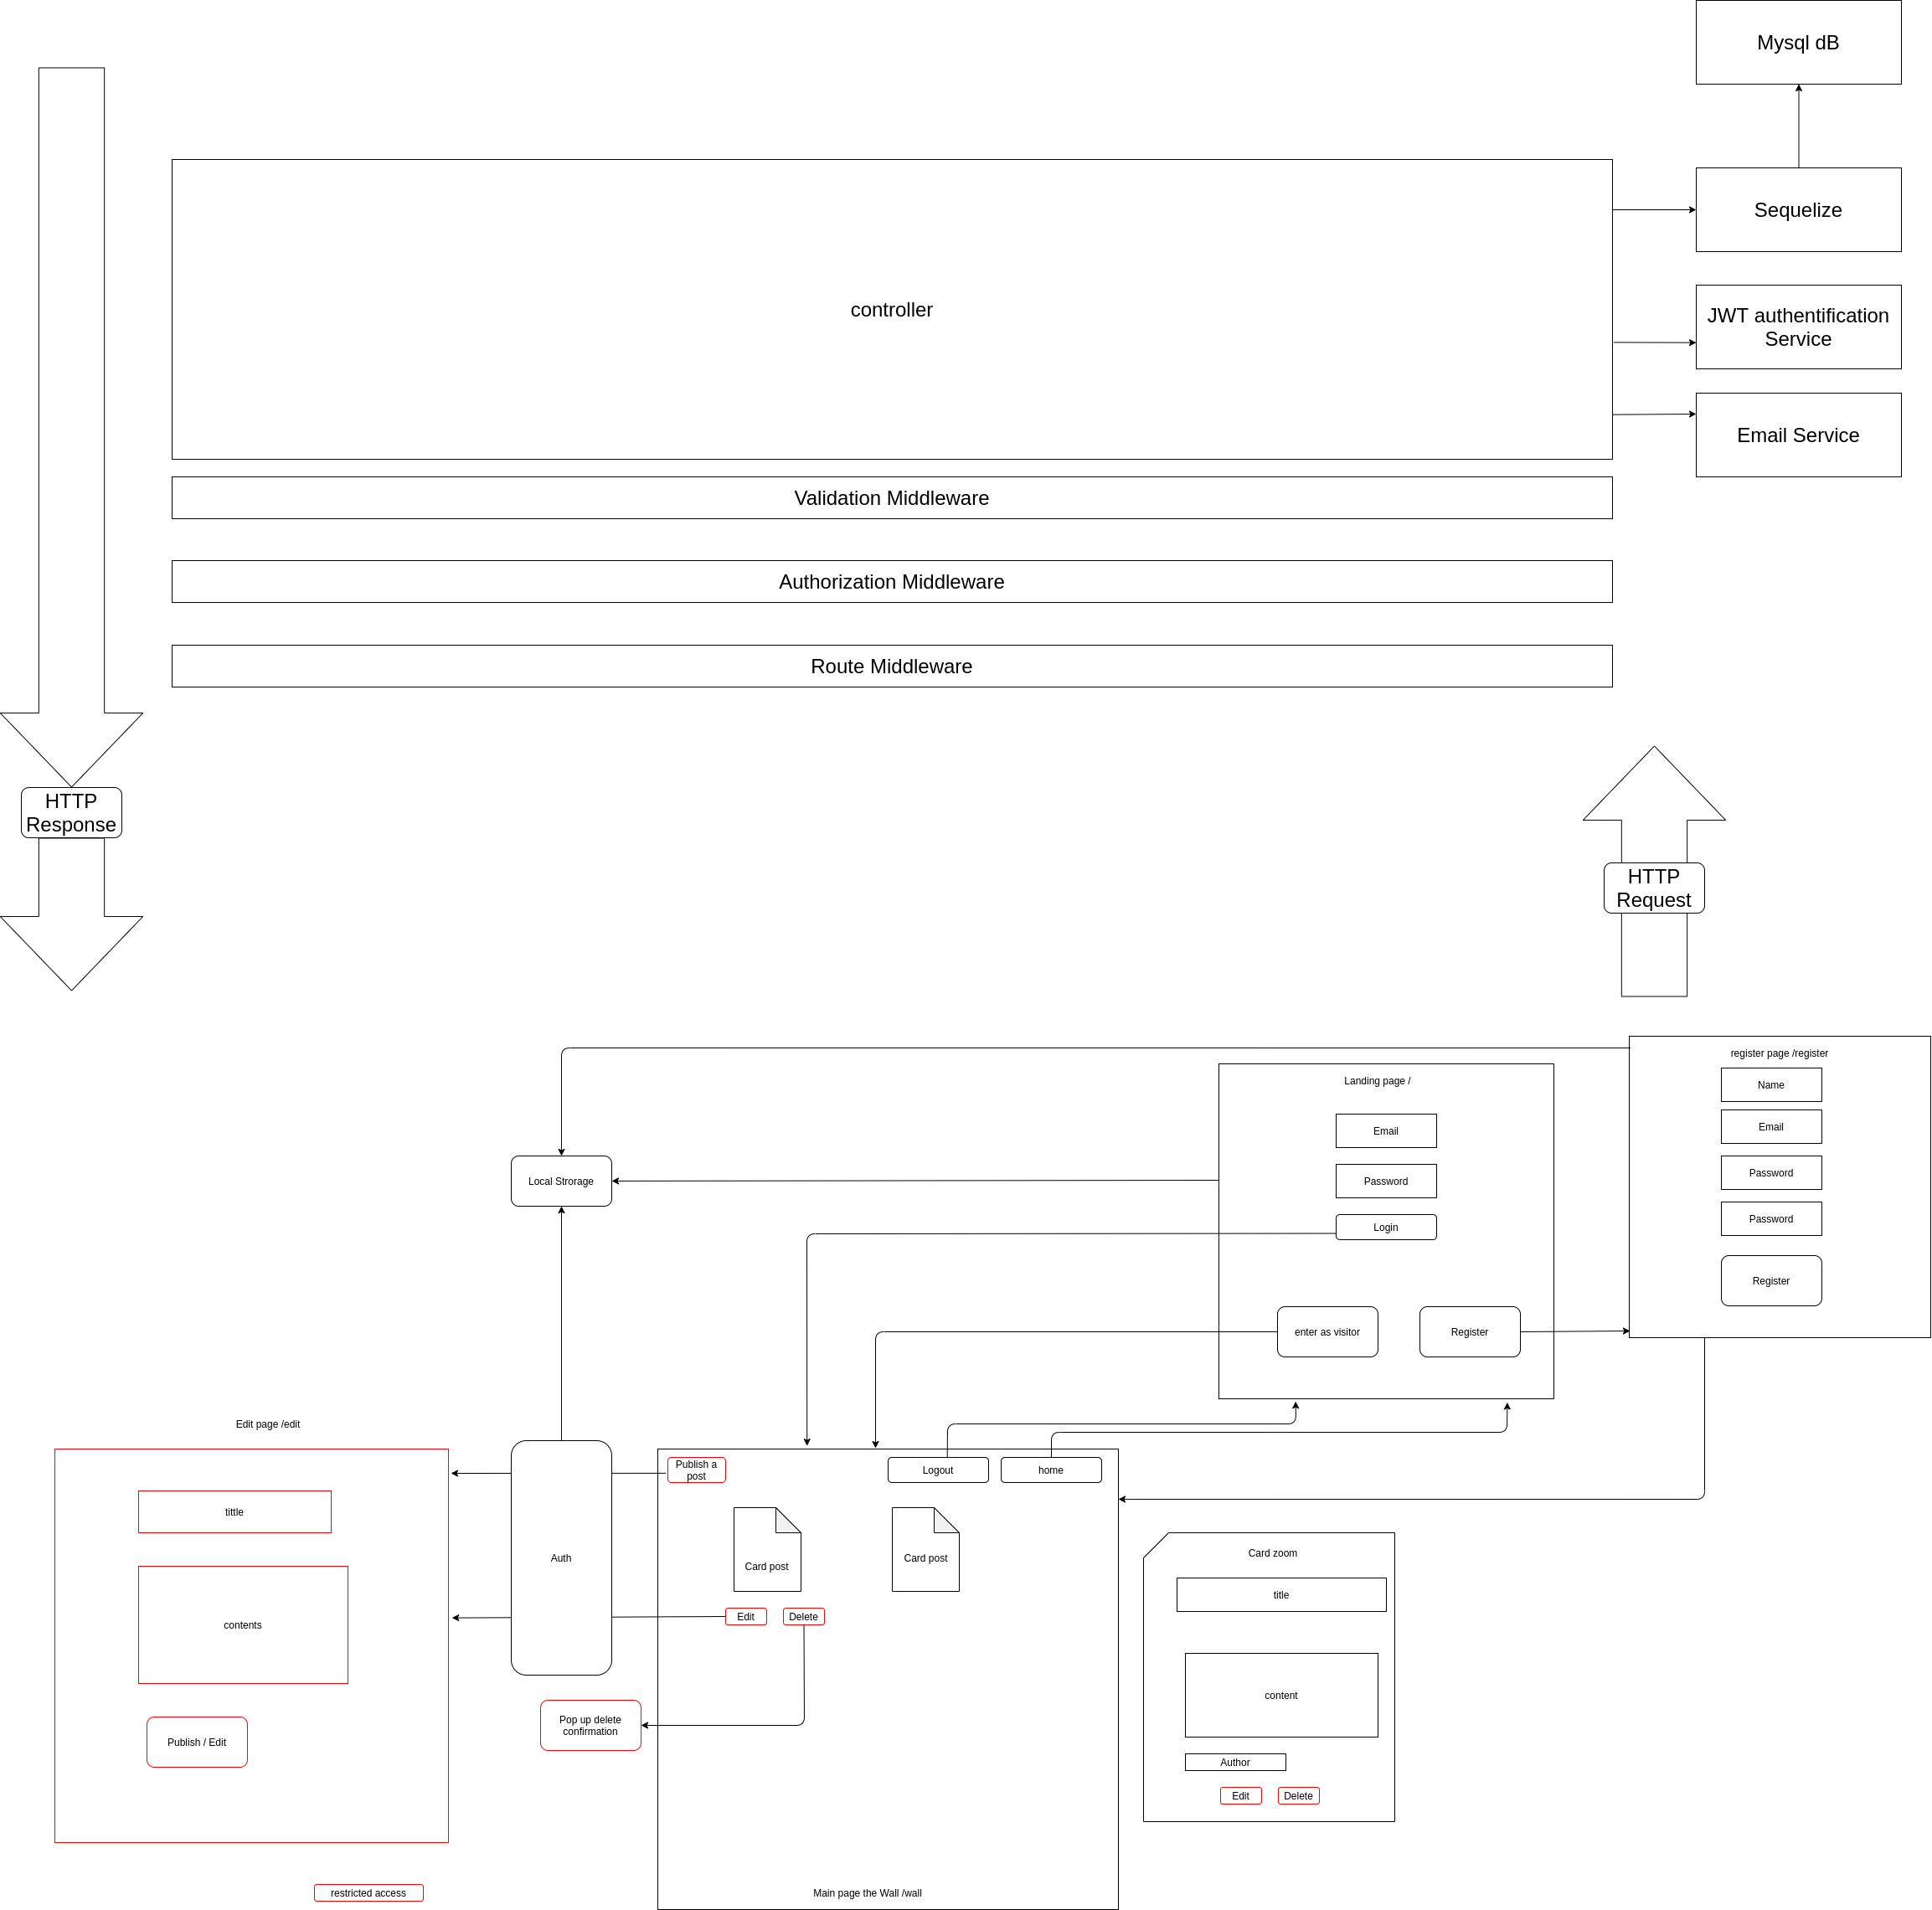 Mysql dB
Sequelize
controller
JWT authentification
Service
Email Service
Validation Middleware
Authorization Middleware
Route Middleware
HTTP
Response
HTTP
Request
register page /register
Name
Email
Password
Password
Register
Landing page /
Email
Password
Login
enter as visitor
Register
Local Strorage
Edit page /edit
tittle
contents
Publish / Edit
restricted access
Auth
Pop up delete
confirmation
Publish a
post
Logout
home
Card post
Card post
Edit
Delete
Main page the Wall /wall
Card zoom
title
content
Author
Edit
Delete